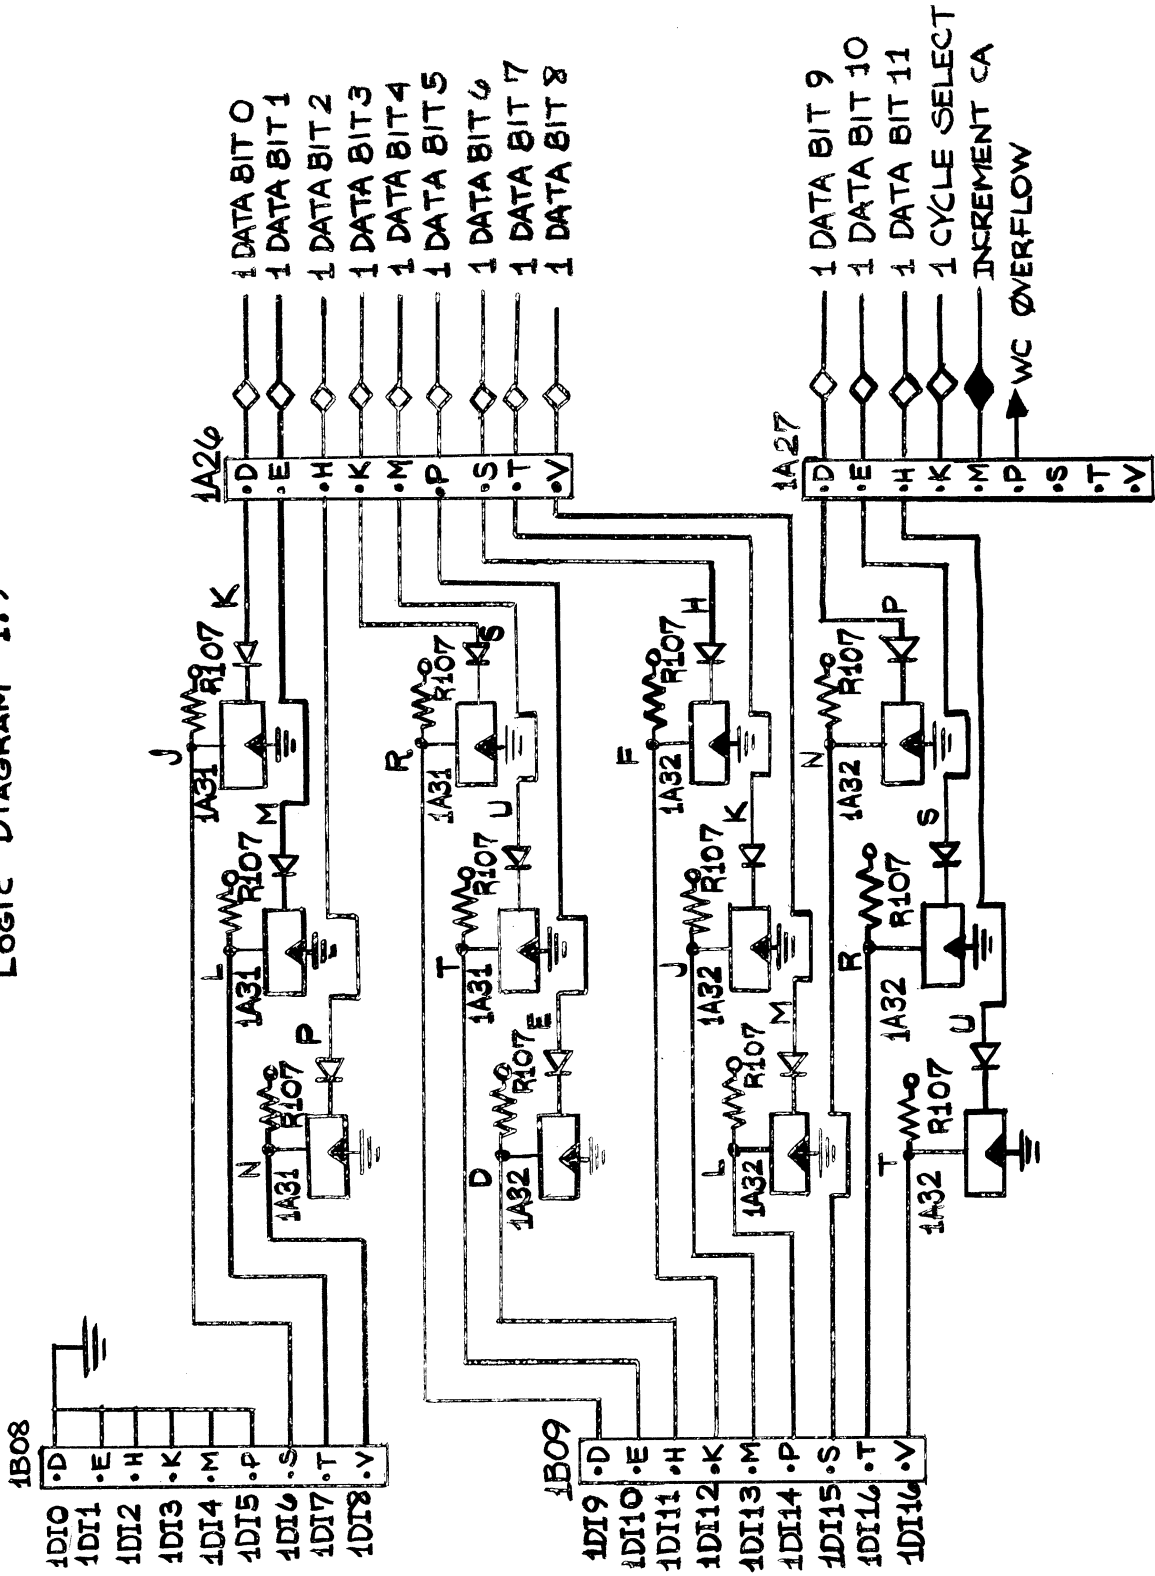 LOGIC DIAGRAM
1B08
1DI0 .D
1DI1 .E
1DI2 .H
1DI3 .K
1DI4 .M
1DI5 .P
1DI6 .S
1DI7 .T
1DI8 .V
J
1A31
R107
K
L
1A31
R107
M
N
1A31
R107
P
1A26
.D 1 DATA BIT 0
.E 1 DATA BIT 1
.H 1 DATA BIT 2
.K 1 DATA BIT 3
.M 1 DATA BIT 4
.P 1 DATA BIT 5
.S 1 DATA BIT 6
.T 1 DATA BIT 7
.V 1 DATA BIT 8
R
1A31
R107
S
T
1A31
R107
U
D
1A32
R107
E
1B09
1DI9 .D
1DI10 .E
1DI11 .H
1DI12 .K
1DI13 .M
1DI14 .P
1DI15 .S
1DI16 .T
1DI16 .V
F
1A32
R107
H
J
1A32
R107
K
L
1A32
R107
M
N
1A32
R107
P
R
1A32
R107
S
T
1A32
R107
U
1A27
.D 1 DATA BIT 9
.E 1 DATA BIT 10
.H 1 DATA BIT 11
.K 1 CYCLE SELECT
.M INCREMENT CA
.P WC ØVERFLOW
.S
.T
.V